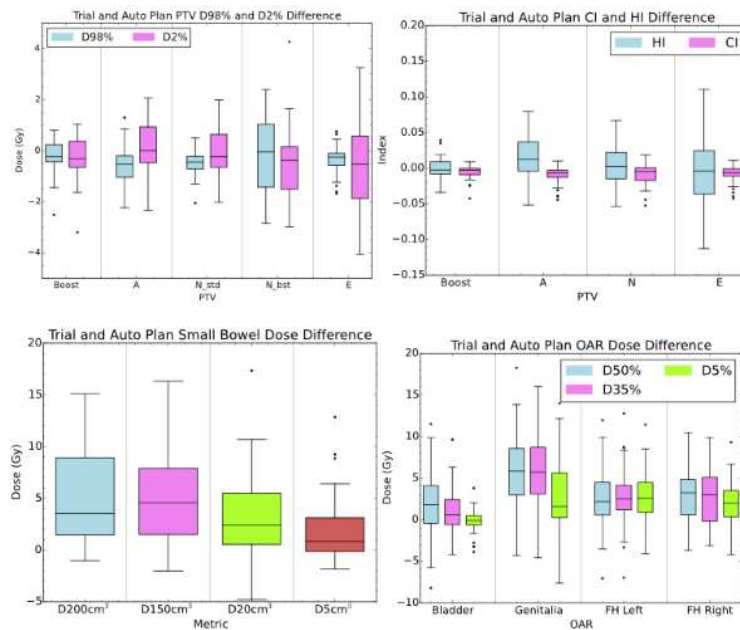 Trial and Auto Plan PTV D98% and D2% Difference
D98% D2%
Dose (Gy)
4
2
0
−2
−4
Boost A N_std N_bst E
PTV
Trial and Auto Plan CI and HI Difference
HI CI
Index
0.20
0.15
0.10
0.05
0.00
−0.05
−0.10
−0.15
Boost A N E
PTV
Trial and Auto Plan Small Bowel Dose Difference
Dose (Gy)
20
15
10
5
0
−5
D200cm³ D150cm³ D20cm³
Metric
Trial and Auto Plan OAR Dose Difference
D50% D5%
D35%
Dose (Gy)
20
15
10
5
0
−5
−10
Bladder Genitalia FH Left FH Right
OAR